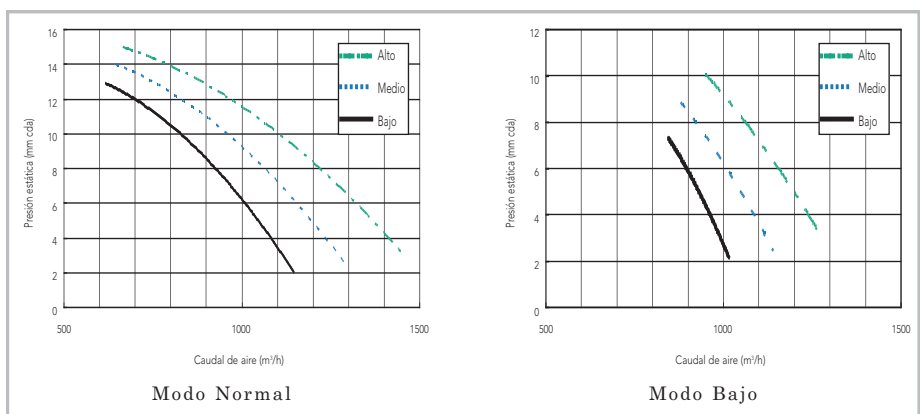 16
14
12
10
8
6
4
2
0
Presión estática (mm cda)
Alto
Medio
Bajo
500
1000
1500
Caudal de aire (m³/h)
Modo Normal
12
10
8
6
4
2
0
Presión estática (mm cda)
Alto
Medio
Bajo
500
1000
1500
Caudal de aire (m³/h)
Modo Bajo